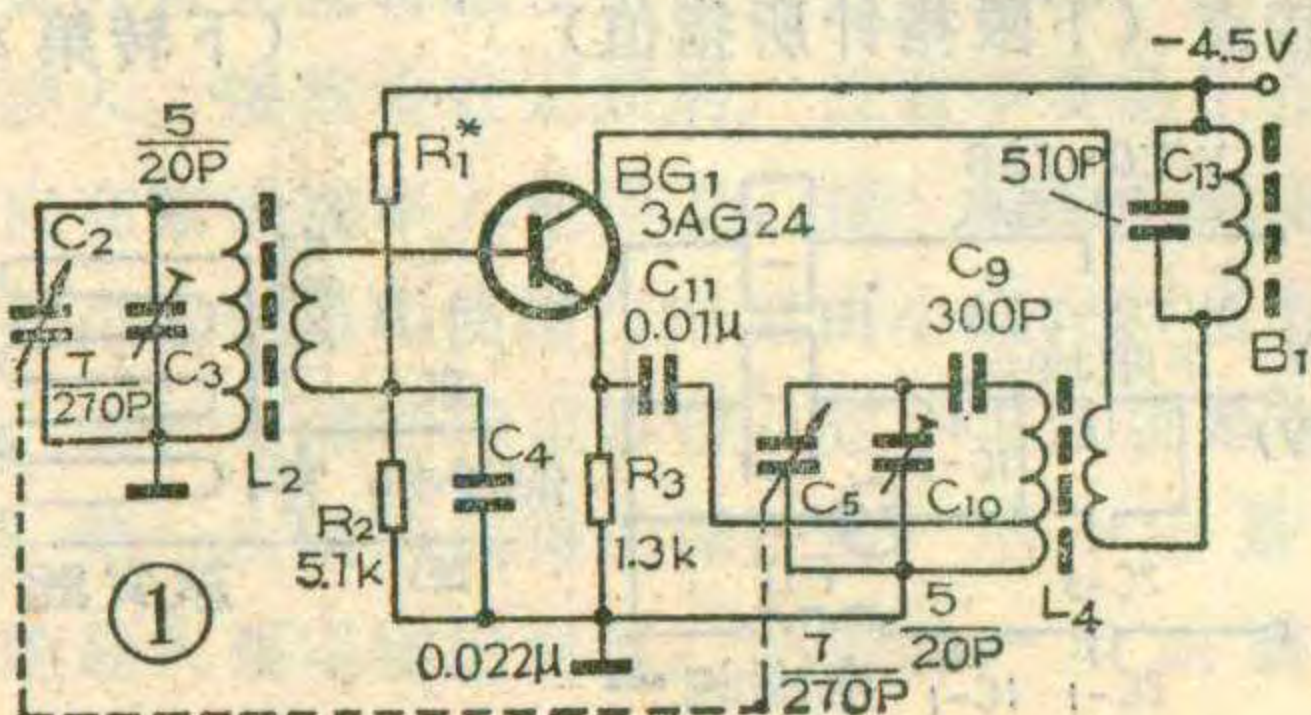 -4.5V
5/20P
R1*
BG1
3AG24
510P
C13
C2
C11
0.01μ
C9
300P
B1
7/270P
C3
L2
C4
R2
5.1k
R3
1.3k
C5
C10
L4
①
0.022μ
7/270P
5/20P